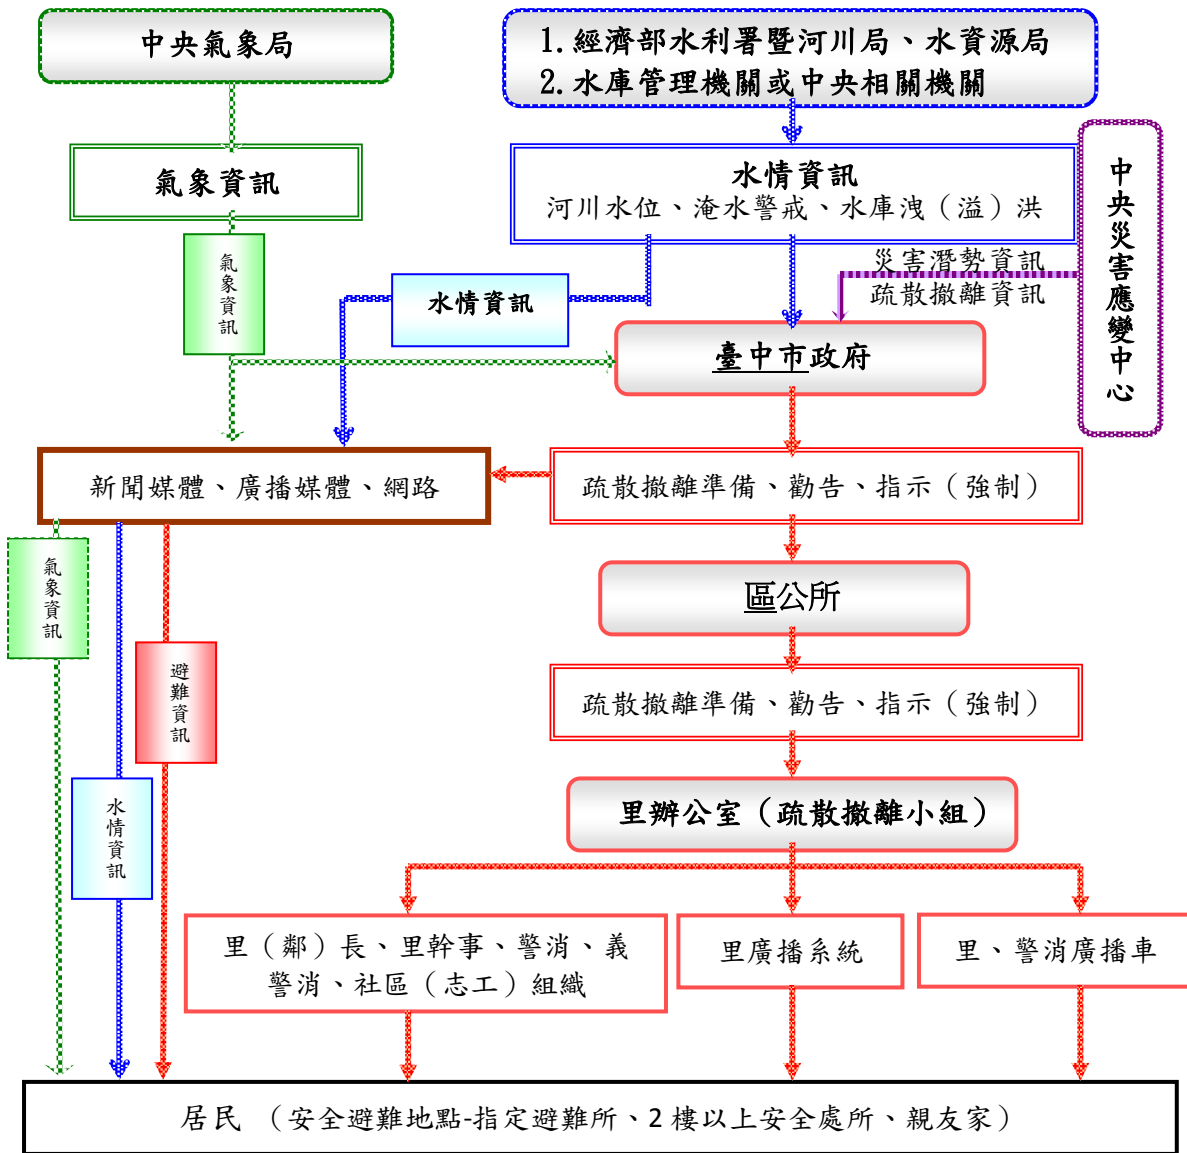 中央氣象局
1. 經濟部水利署暨河川局、水資源局
2. 水庫管理機關或中央相關機關
氣象資訊
水情資訊
河川水位、淹水警戒、水庫洩（溢）洪
中央災害應變中心
氣象資訊
水情資訊
災害潛勢資訊
疏散撤離資訊
臺中市政府
新聞媒體、廣播媒體、網路
疏散撤離準備、勸告、指示（強制）
氣象資訊
區公所
避難資訊
疏散撤離準備、勸告、指示（強制）
水情資訊
里辦公室（疏散撤離小組）
里（鄰）長、里幹事、警消、義
警消、社區（志工）組織
里廣播系統
里、警消廣播車
居民 （安全避難地點-指定避難所、2 樓以上安全處所、親友家）